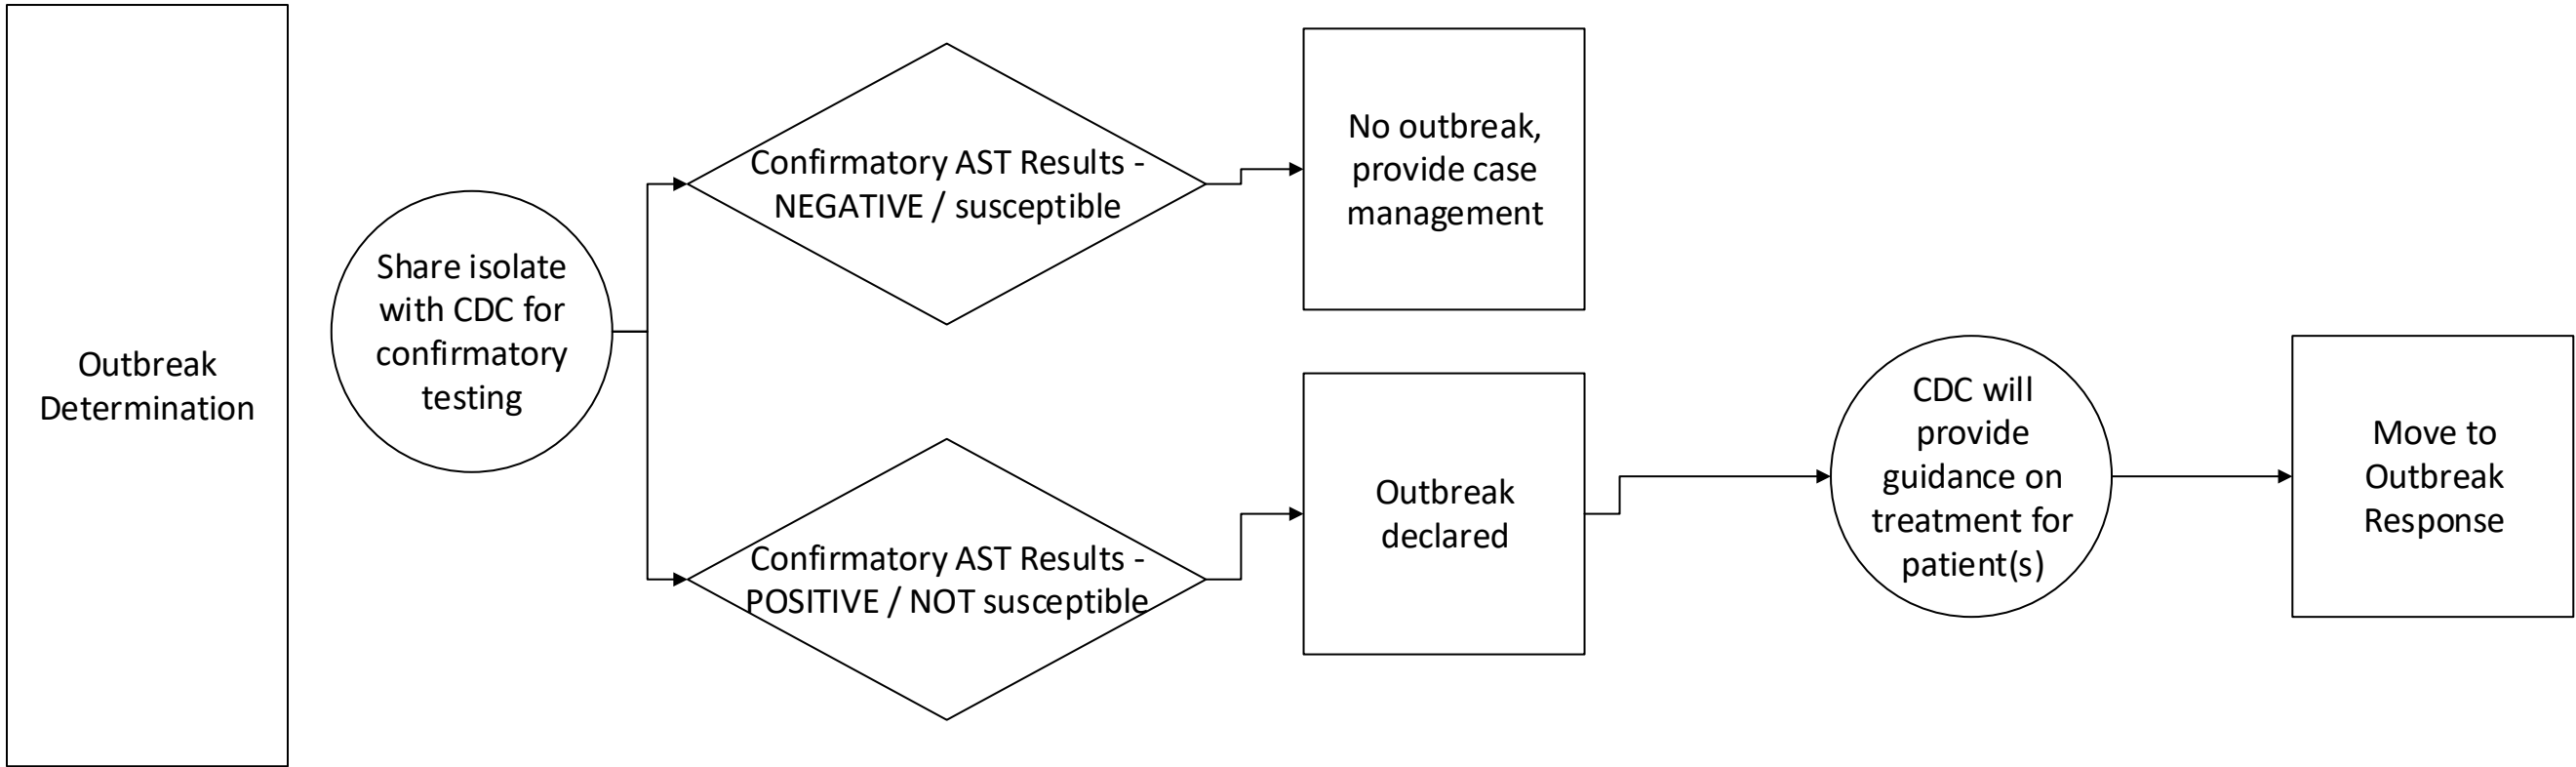 Outbreak
Determination
Share isolate
with CDC for
confirmatory
testing
Confirmatory AST Results -
NEGATIVE / susceptible
No outbreak,
provide case
management
Confirmatory AST Results -
POSITIVE / NOT susceptible
Outbreak
declared
CDC will
provide
guidance on
treatment for
patient(s)
Move to
Outbreak
Response